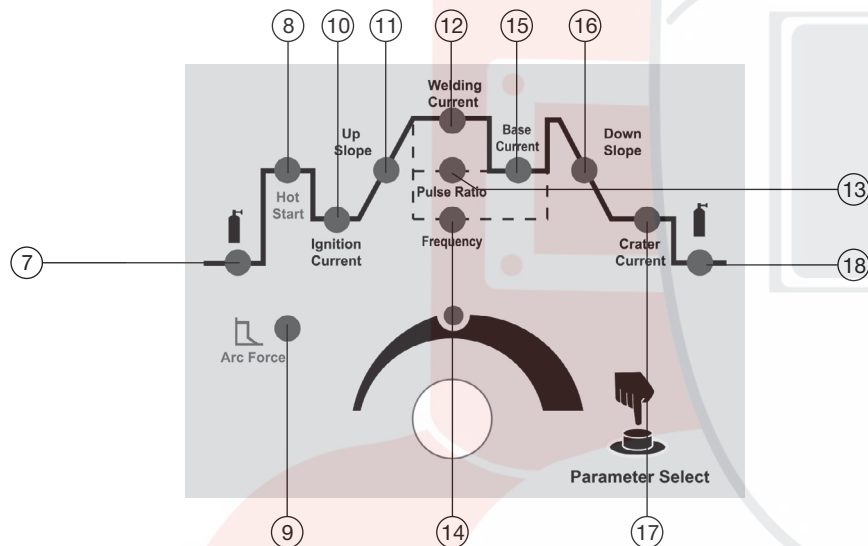 8
10
11
12
15
16
Welding
Current
Up
Slope
Base
Current
Down
Slope
Hot
Start
Pulse Ratio
13
Ignition
Current
Frequency
Crater
Current
7
18
Arc Force
Parameter Select
9
14
17